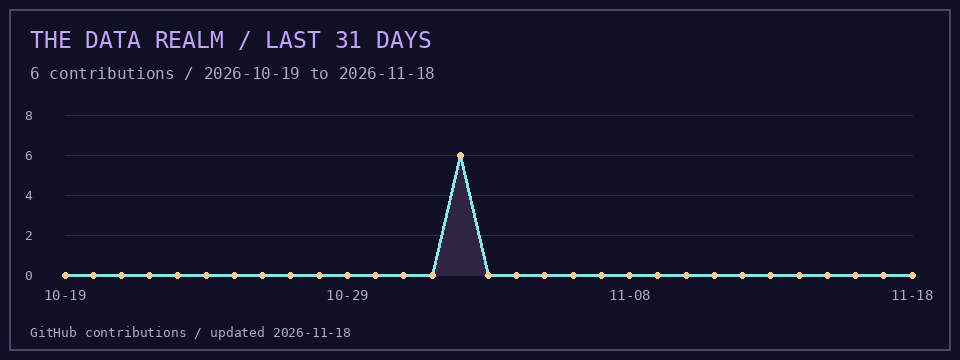 THE DATA REALM / LAST 31 DAYS
6 contributions / 2026-10-19 to 2026-11-18
8
6
4
2
0
10-19 10-29 11-08 11-18
GitHub contributions / updated 2026-11-18